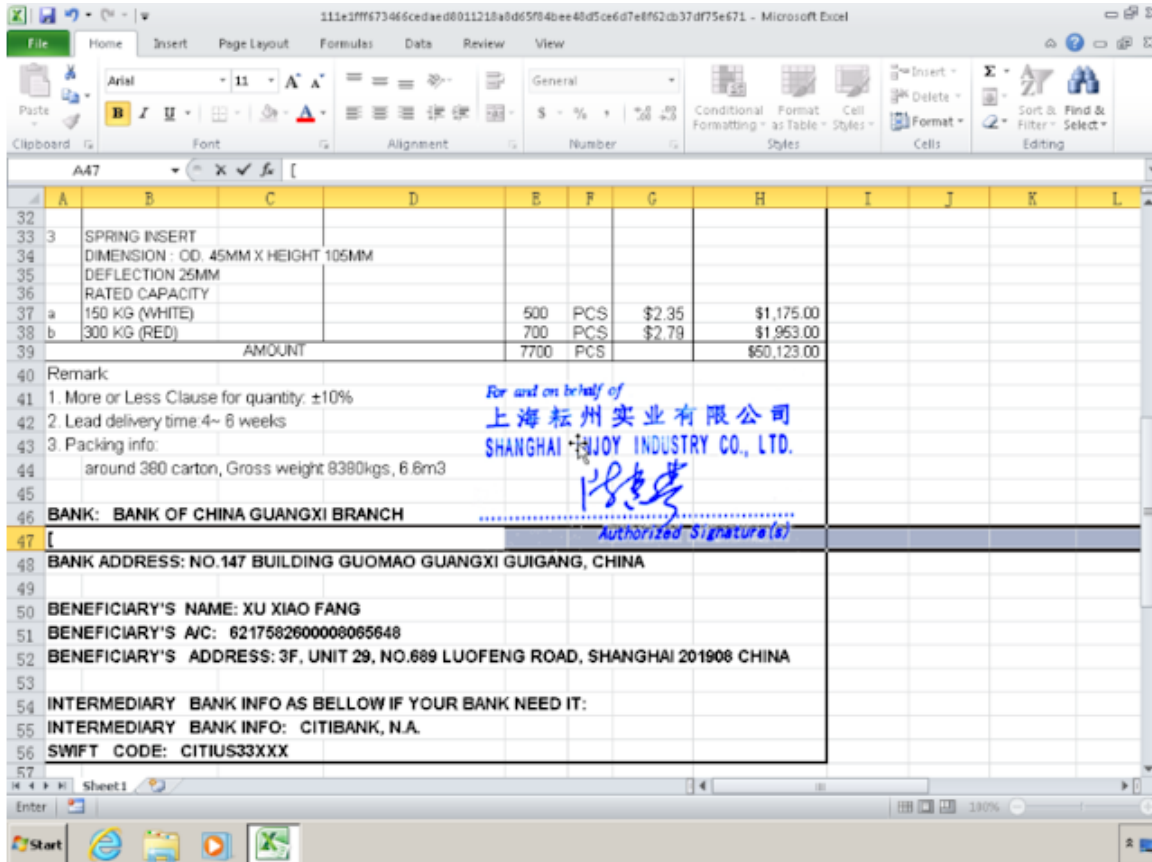 111e1fff673466cedaed8011218a8d65f84bee48d5ce6d7e8f62cb37df75e671 - Microsoft Excel
File Home Insert Page Layout Formulas Data Review View
Arial 11 General
Paste B I U A $ % , Conditional Formatting Format as Table Cell Styles Insert Delete Format Σ Sort & Filter Find & Select
Clipboard Font Alignment Number Styles Cells Editing
A47 fx [
A B C D E F G H I J K L
32
33 3 SPRING INSERT
34 DIMENSION : OD. 45MM X HEIGHT 105MM
35 DEFLECTION 25MM
36 RATED CAPACITY
37 a 150 KG (WHITE) 500 PCS $2.35 $1,175.00
38 b 300 KG (RED) 700 PCS $2.79 $1,953.00
39 AMOUNT 7700 PCS $50,123.00
40 Remark
41 1. More or Less Clause for quantity: ±10%
For and on behalf of
42 2. Lead delivery time:4~ 6 weeks
上海耘州实业有限公司
43 3. Packing info:
SHANGHAI INDUSTRY CO., LTD.
44 around 380 carton, Gross weight 8380kgs, 6.6m3
45
46 BANK: BANK OF CHINA GUANGXI BRANCH
Authorized Signature(s)
47 [
48 BANK ADDRESS: NO.147 BUILDING GUOMAO GUANGXI GUIGANG, CHINA
49
50 BENEFICIARY'S NAME: XU XIAO FANG
51 BENEFICIARY'S A/C: 6217582600008065648
52 BENEFICIARY'S ADDRESS: 3F, UNIT 29, NO.689 LUOFENG ROAD, SHANGHAI 201908 CHINA
53
54 INTERMEDIARY BANK INFO AS BELLOW IF YOUR BANK NEED IT:
55 INTERMEDIARY BANK INFO: CITIBANK, N.A.
56 SWIFT CODE: CITIUS33XXX
57
Sheet1
Enter 100%
Start